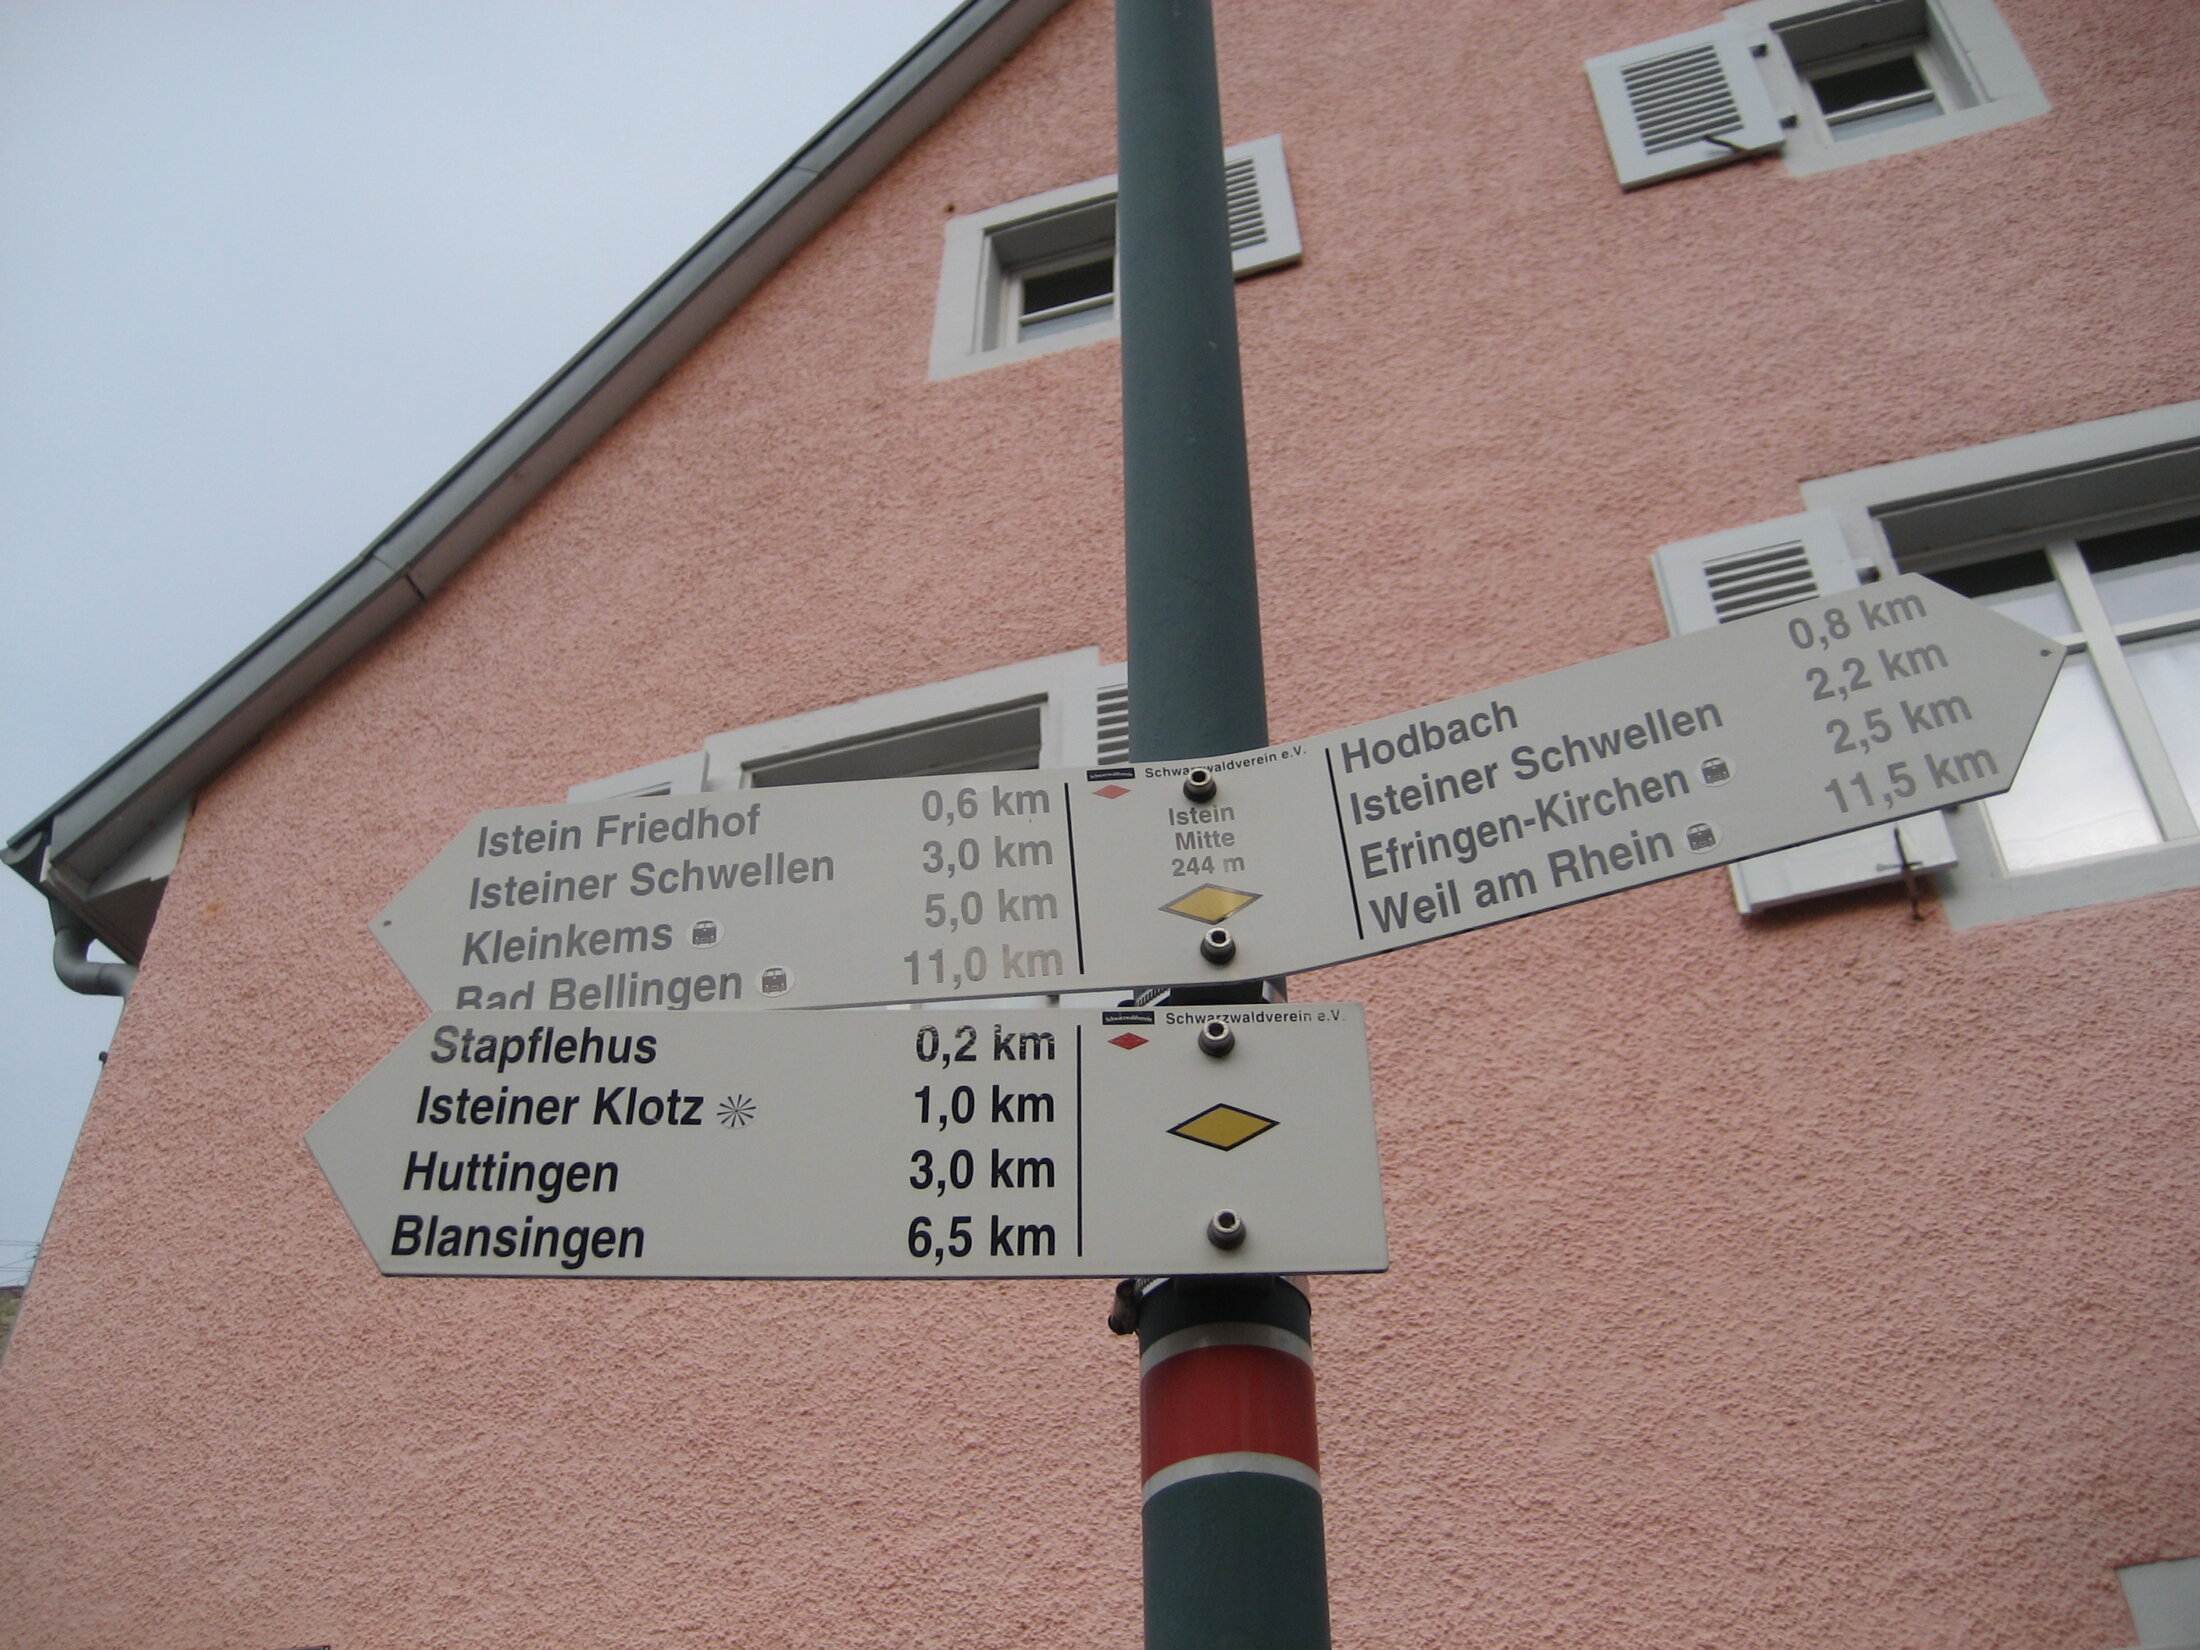 Schwarzwaldverein Schwarzwaldverein e.V.
Istein Friedhof 0,6 km
Isteiner Schwellen 3,0 km
Kleinkems 5,0 km
Bad Bellingen 11,0 km
Istein
Mitte
244 m
Hodbach 0,8 km
Isteiner Schwellen 2,2 km
Efringen-Kirchen 2,5 km
Weil am Rhein 11,5 km
Schwarzwaldverein Schwarzwaldverein e.V.
Stapflehus 0,2 km
Isteiner Klotz 1,0 km
Huttingen 3,0 km
Blansingen 6,5 km